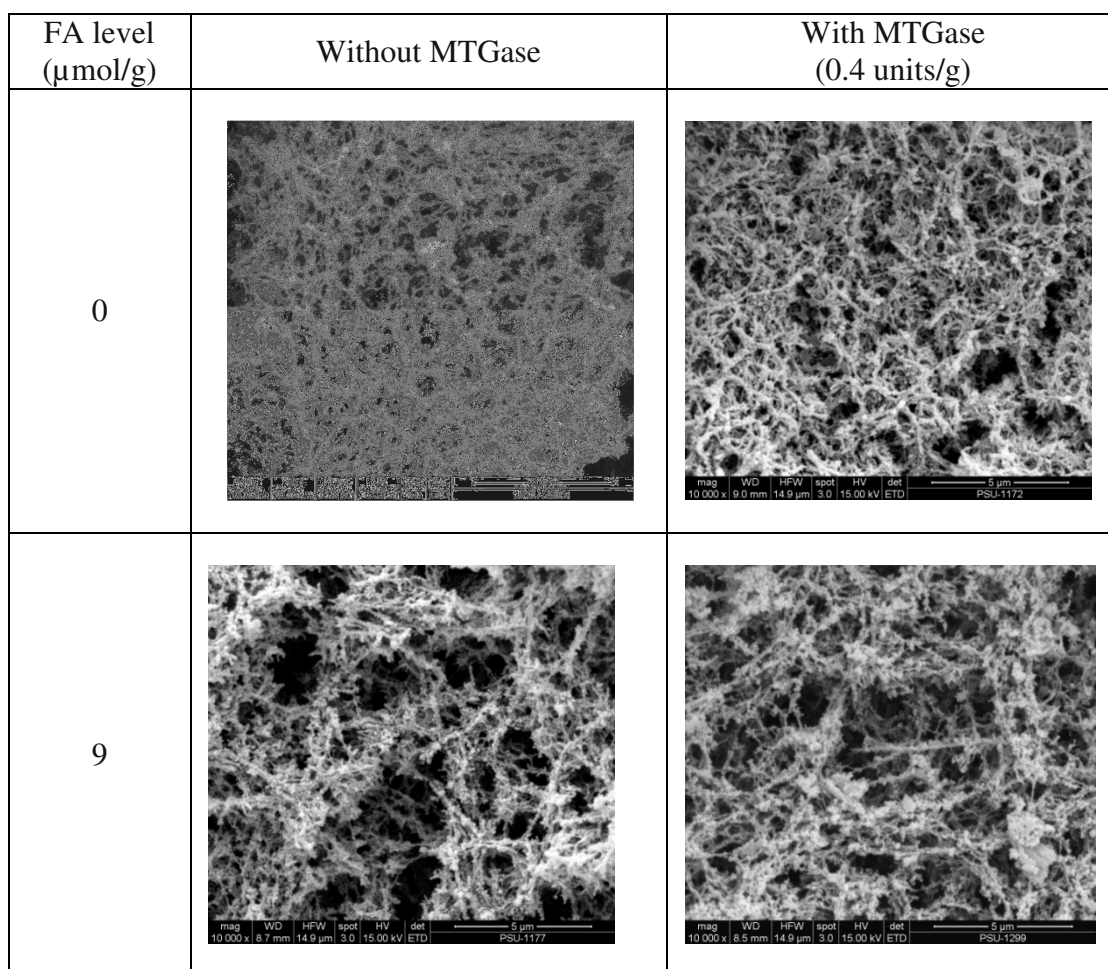 FA level
(µmol/g)
Without MTGase
With MTGase
(0.4 units/g)
0
mag WD HFW spot HV det 5 µm
10 000 x 9.0 mm 14.9 µm 3.0 15.00 kV ETD PSU-1172
9
mag WD HFW spot HV det 5 µm
10 000 x 8.7 mm 14.9 µm 3.0 15.00 kV ETD PSU-1177
mag WD HFW spot HV det 5 µm
10 000 x 8.5 mm 14.9 µm 3.0 15.00 kV ETD PSU-1299